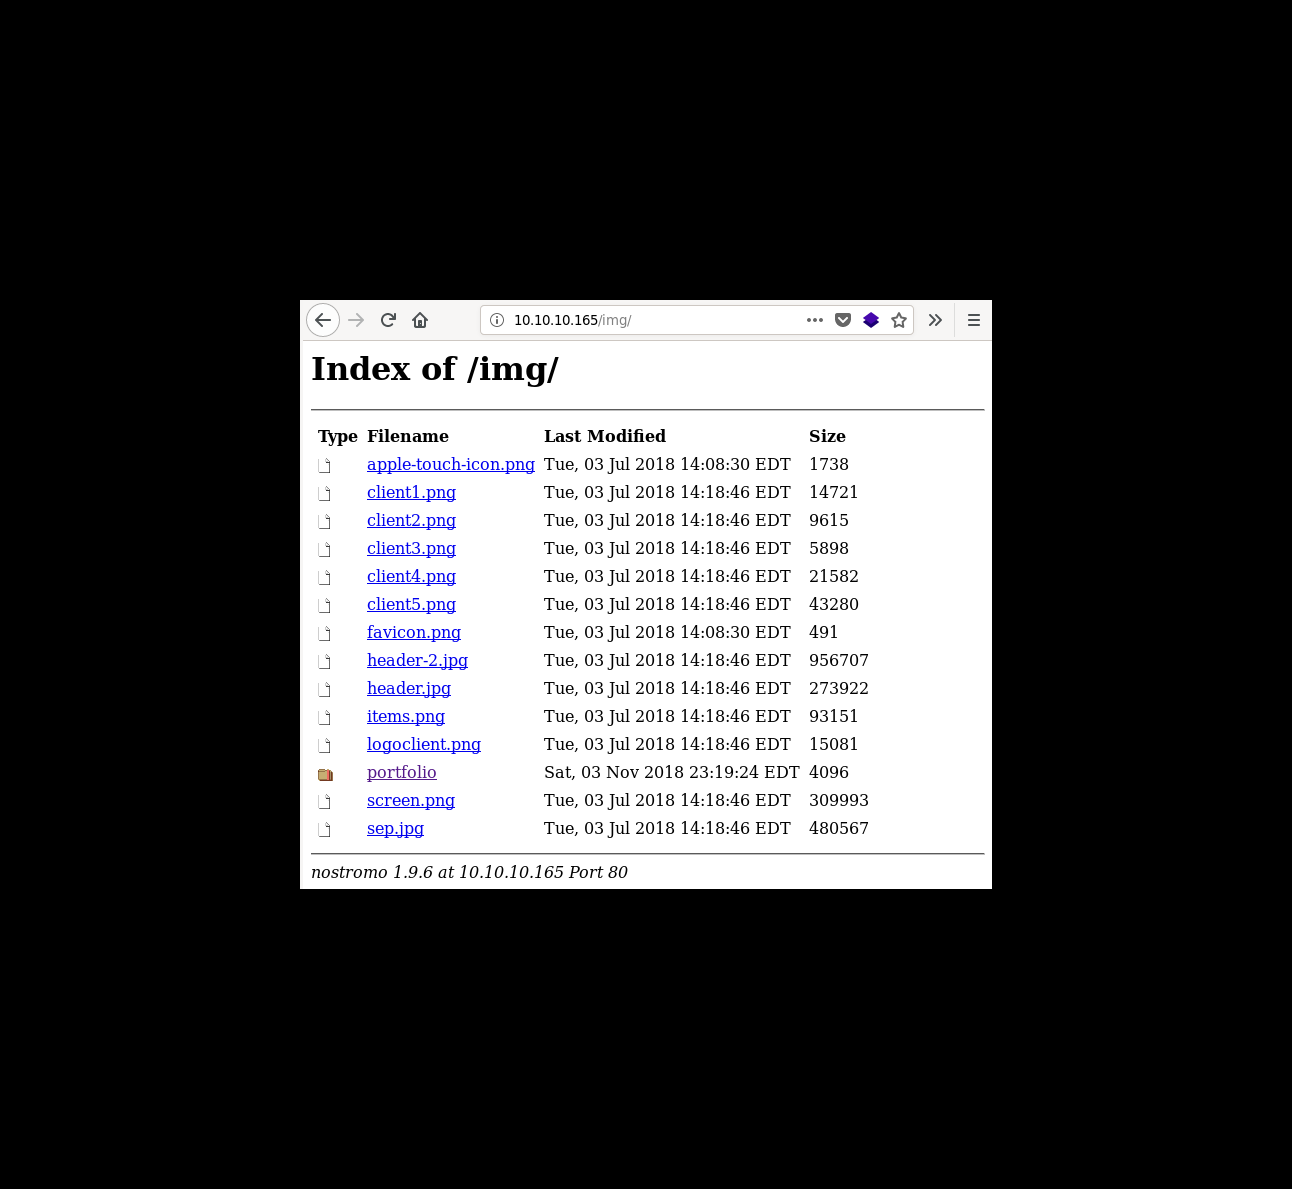 10.10.10.165/img/
Index of /img/
Type Filename Last Modified Size
apple-touch-icon.png Tue, 03 Jul 2018 14:08:30 EDT 1738
client1.png Tue, 03 Jul 2018 14:18:46 EDT 14721
client2.png Tue, 03 Jul 2018 14:18:46 EDT 9615
client3.png Tue, 03 Jul 2018 14:18:46 EDT 5898
client4.png Tue, 03 Jul 2018 14:18:46 EDT 21582
client5.png Tue, 03 Jul 2018 14:18:46 EDT 43280
favicon.png Tue, 03 Jul 2018 14:08:30 EDT 491
header-2.jpg Tue, 03 Jul 2018 14:18:46 EDT 956707
header.jpg Tue, 03 Jul 2018 14:18:46 EDT 273922
items.png Tue, 03 Jul 2018 14:18:46 EDT 93151
logoclient.png Tue, 03 Jul 2018 14:18:46 EDT 15081
portfolio Sat, 03 Nov 2018 23:19:24 EDT 4096
screen.png Tue, 03 Jul 2018 14:18:46 EDT 309993
sep.jpg Tue, 03 Jul 2018 14:18:46 EDT 480567
nostromo 1.9.6 at 10.10.10.165 Port 80